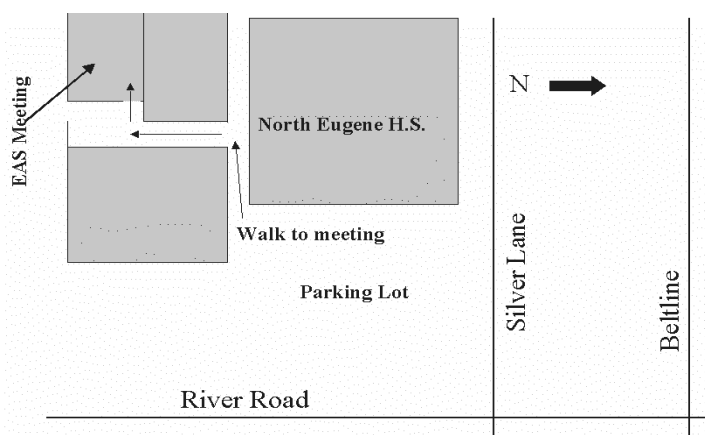 N
North Eugene H.S.
EAS Meeting
Walk to meeting
Parking Lot
Silver Lane
Beltline
River Road